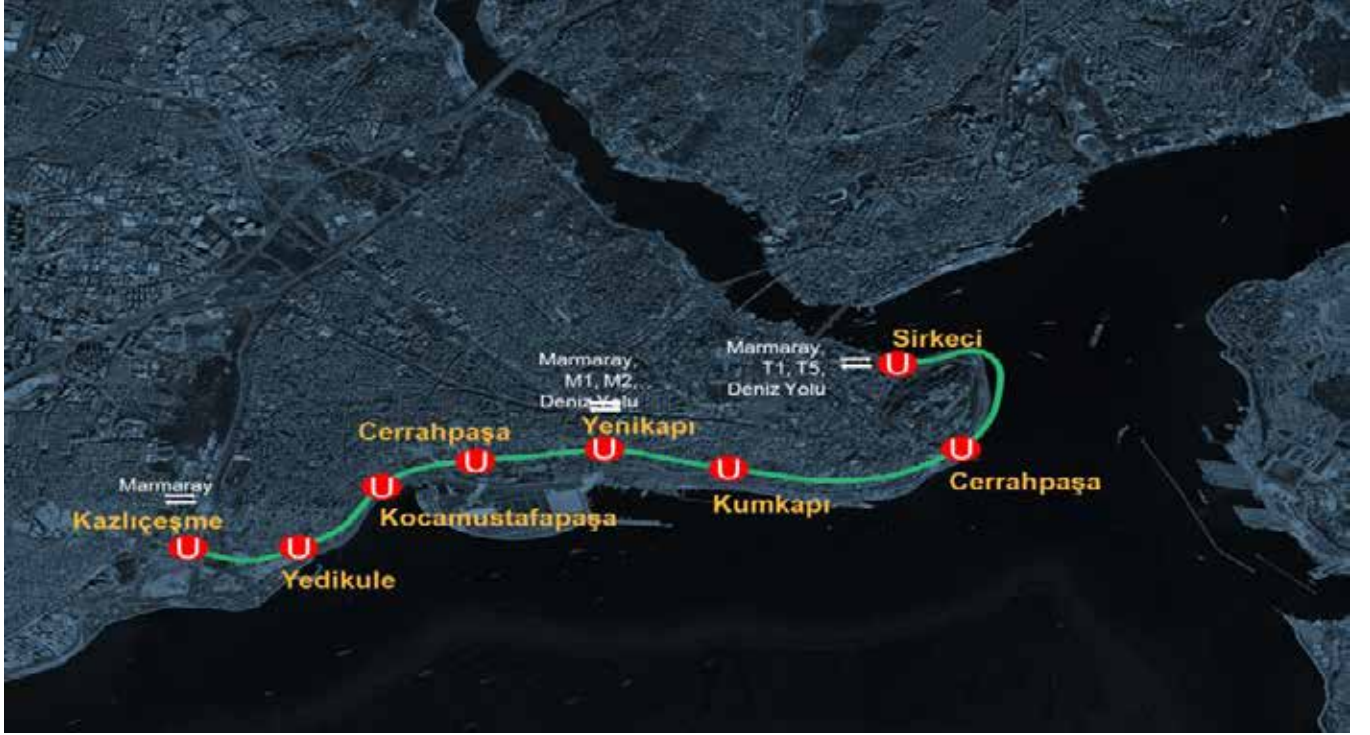 Sirkeci
U
Marmaray,
T1, T5,
Deniz Yolu
Marmaray,
M1, M2,
Deniz Yolu
Yenikapı
U
Cerrahpaşa
U
Kumkapı
U
Cerrahpaşa
U
Kocamustafapaşa
U
Marmaray
Kazlıçeşme
U
Yedikule
U